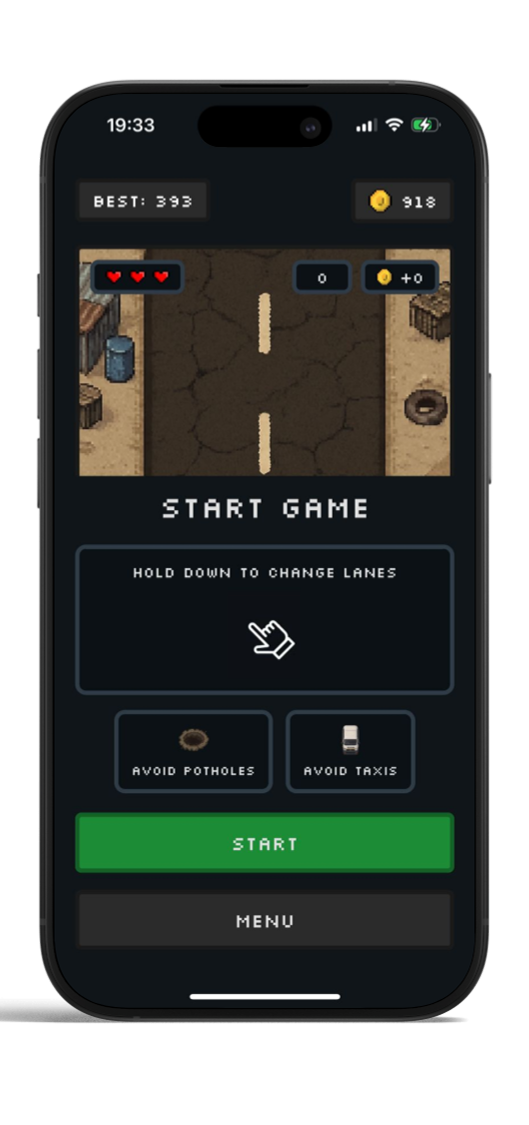 19:33
BEST: 393
918
0
+0
START GAME
HOLD DOWN TO CHANGE LANES
AVOID POTHOLES
AVOID TAXIS
START
MENU